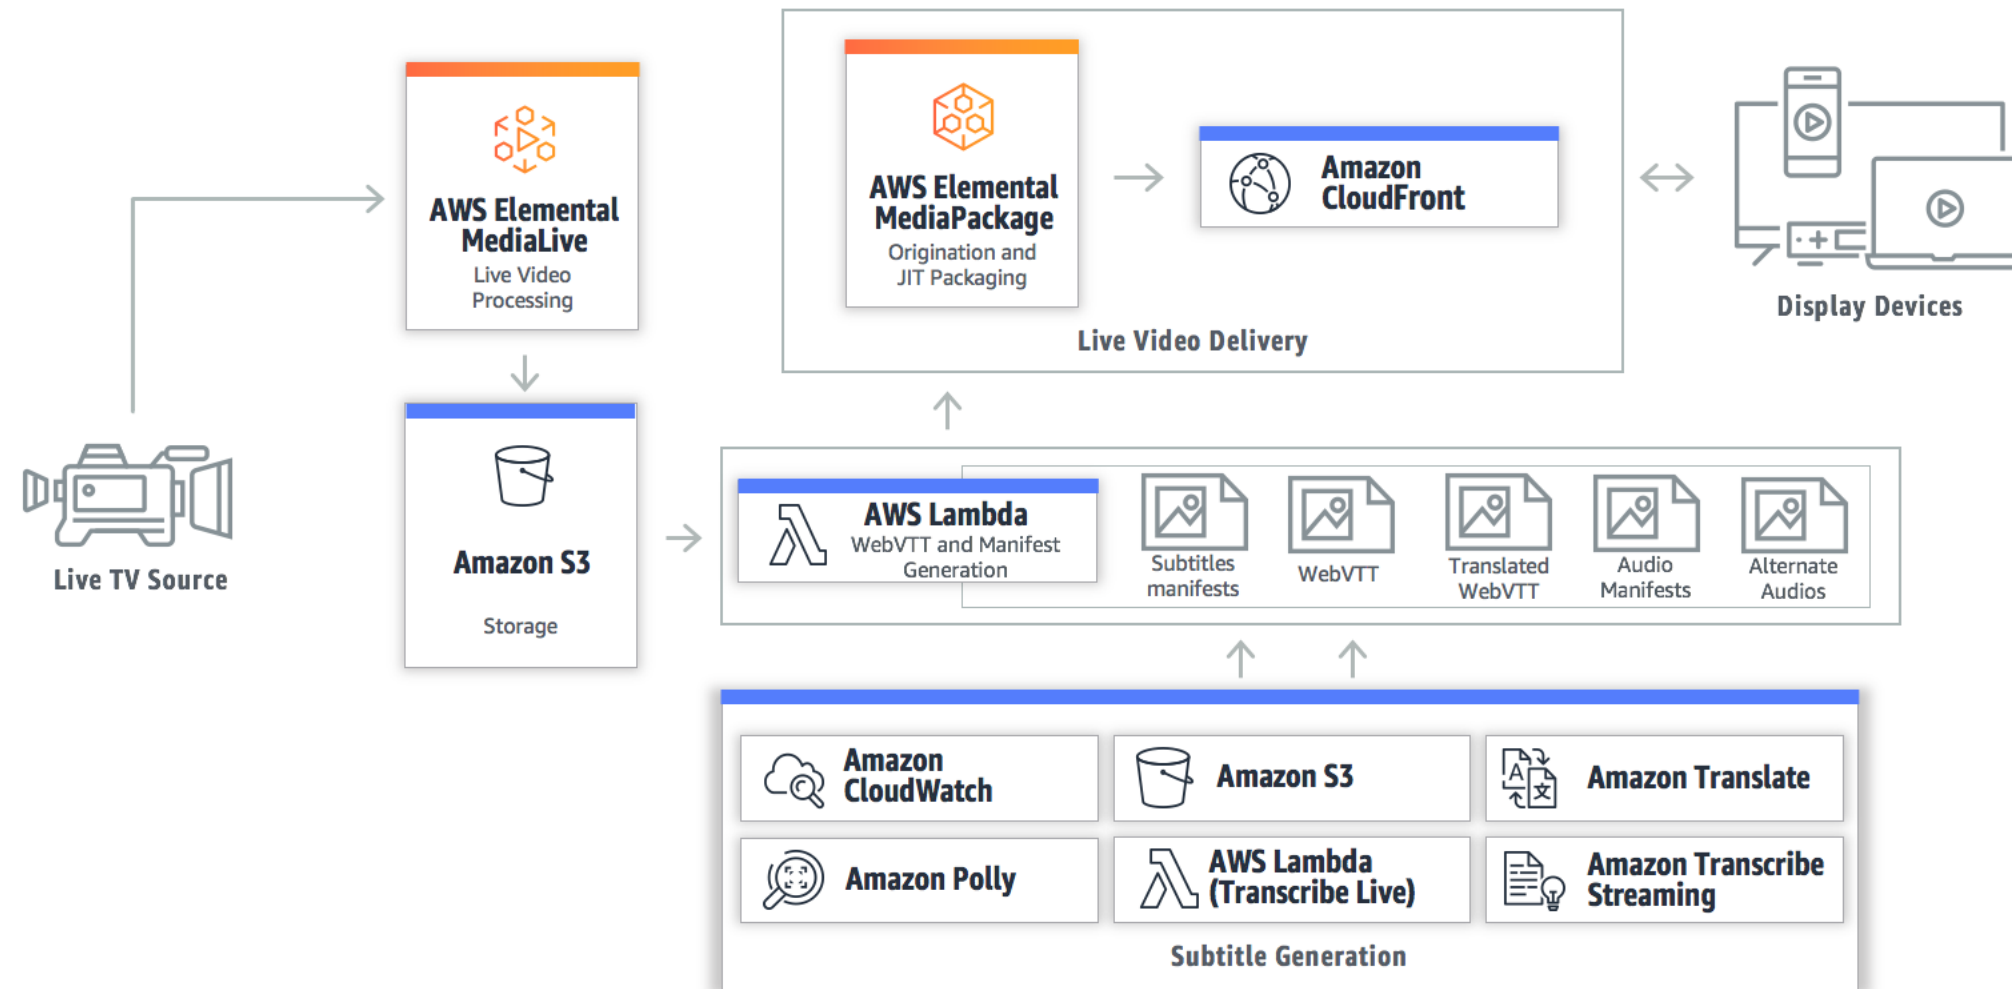 AWS Elemental
MediaLive
Live Video
Processing
AWS Elemental
MediaPackage
Origination and
JIT Packaging
Amazon
CloudFront
Live Video Delivery
Display Devices
Live TV Source
Amazon S3
Storage
AWS Lambda
WebVTT and Manifest
Generation
Subtitles
manifests
WebVTT
Translated
WebVTT
Audio
Manifests
Alternate
Audios
Amazon
CloudWatch
Amazon S3
A
文
Amazon Translate
Amazon Polly
AWS Lambda
(Transcribe Live)
Amazon Transcribe
Streaming
Subtitle Generation